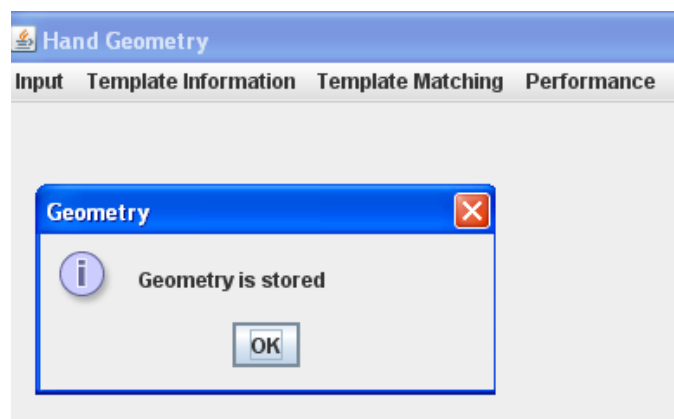 Hand Geometry
Input Template Information Template Matching Performance
Geometry
Geometry is stored
OK